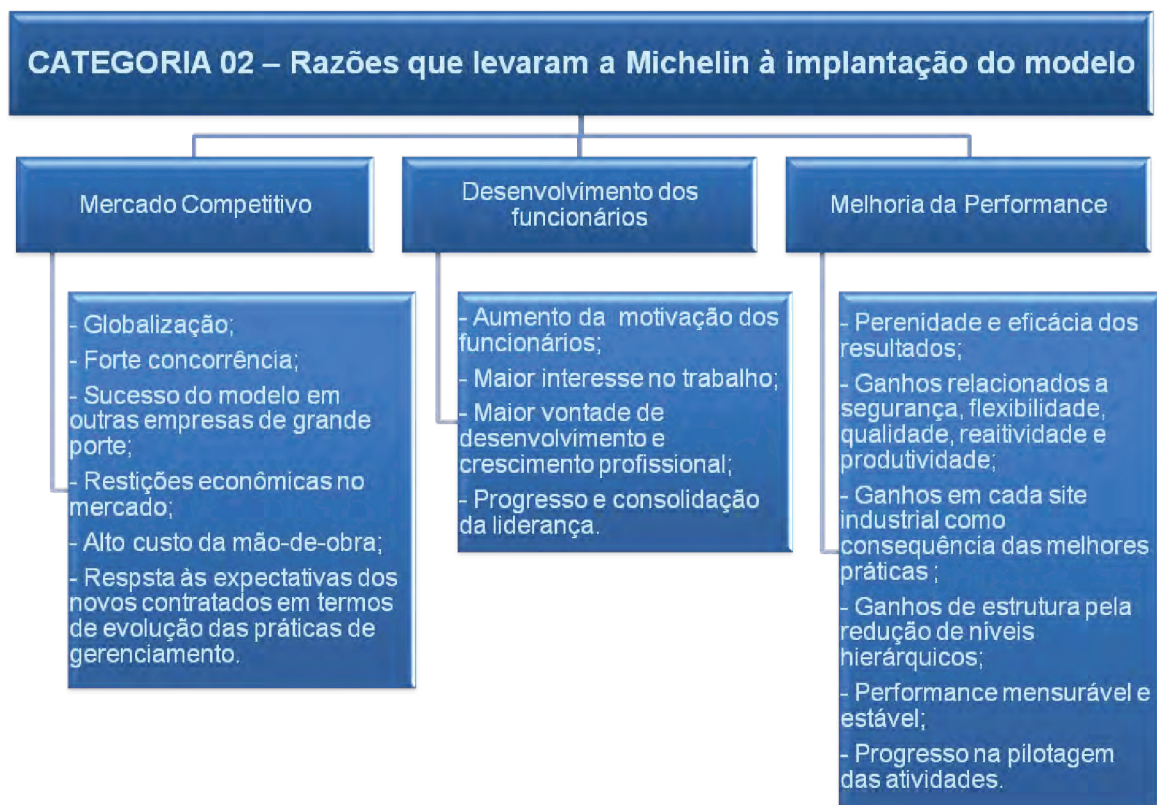 CATEGORIA 02 – Razões que levaram a Michelin à implantação do modelo
Mercado Competitivo
- Globalização;
- Forte concorrência;
- Sucesso do modelo em
outras empresas de grande
porte;
- Restições econômicas no
mercado;
- Alto custo da mão-de-obra;
- Respsta às expectativas dos
novos contratados em termos
de evolução das práticas de
gerenciamento.
Desenvolvimento dos
funcionários
- Aumento da motivação dos
funcionários;
- Maior interesse no trabalho;
- Maior vontade de
desenvolvimento e
crescimento profissional;
- Progresso e consolidação
da liderança.
Melhoria da Performance
- Perenidade e eficácia dos
resultados;
- Ganhos relacionados a
segurança, flexibilidade,
qualidade, reaitividade e
produtividade;
- Ganhos em cada site
industrial como
consequência das melhores
práticas ;
- Ganhos de estrutura pela
redução de níveis
hierárquicos;
- Performance mensurável e
estável;
- Progresso na pilotagem
das atividades.